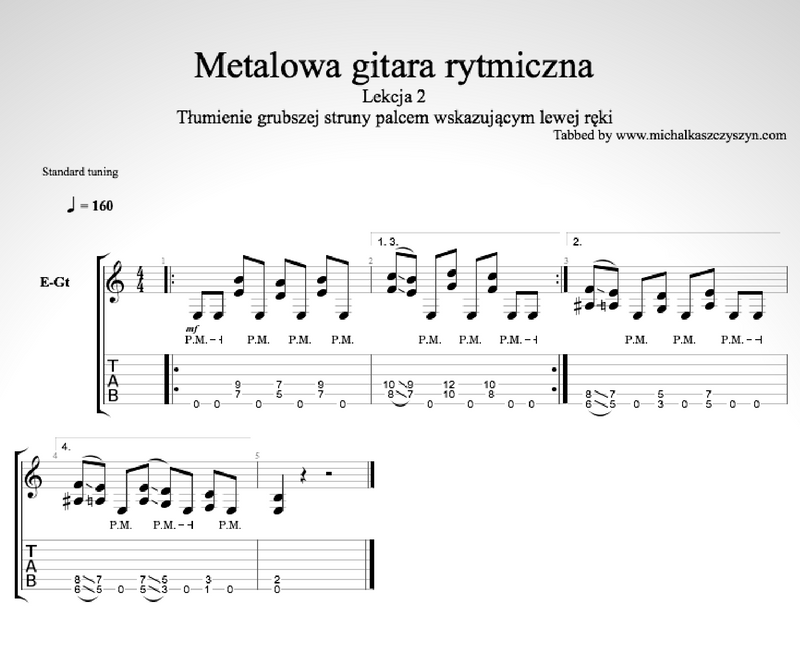 Metalowa gitara rytmiczna
Lekcja 2
Tłumienie grubszej struny palcem wskazującym lewej ręki
Tabbed by www.michalkaszczyszyn.com
Standard tuning
♩ = 160
1. 3.
2.
1
2
3
E-Gt
4
4
mf
P.M. P.M. P.M. P.M. P.M. P.M. P.M. P.M. P.M. P.M.
T
A 9 7 9 10 9 12 10
B 7 5 7 8 7 10 8 8 7 5 7
0 0 0 0 0 0 0 0 0 6 5 0 3 0 5 0 0
4.
4
5
P.M. P.M. P.M.
T
A
B 8 7 7 5 3 2
6 5 0 5 3 0 1 0 0